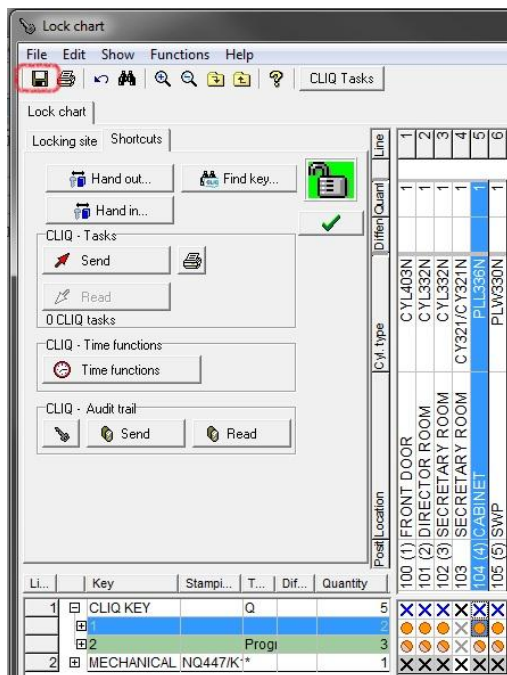 Lock chart
File Edit Show Functions Help
CLIQ Tasks
Lock chart
Locking site Shortcuts
Hand out... Find key...
Hand in...
CLIQ - Tasks
Send
Read
0 CLIQ tasks
CLIQ - Time functions
Time functions
CLIQ - Audit trail
Send Read
Line 1 2 3 4 5 6
Quant 1 1 1 1 1
Differ
Cyl. type CYL403N CYL332N CYL332N CY321/CY321N PLL336N PLW330N
Location FRONT DOOR DIRECTOR ROOM SECRETARY ROOM SECRETARY ROOM CABINET SWP
Posit 100 (1) 101 (2) 102 (3) 103 104 (4) 105 (5)
Li... Key Stampi... T... Dif... Quantity
1 CLIQ KEY Q 5
1 2
2 Progr 3
2 MECHANICAL NQ447/K * 1